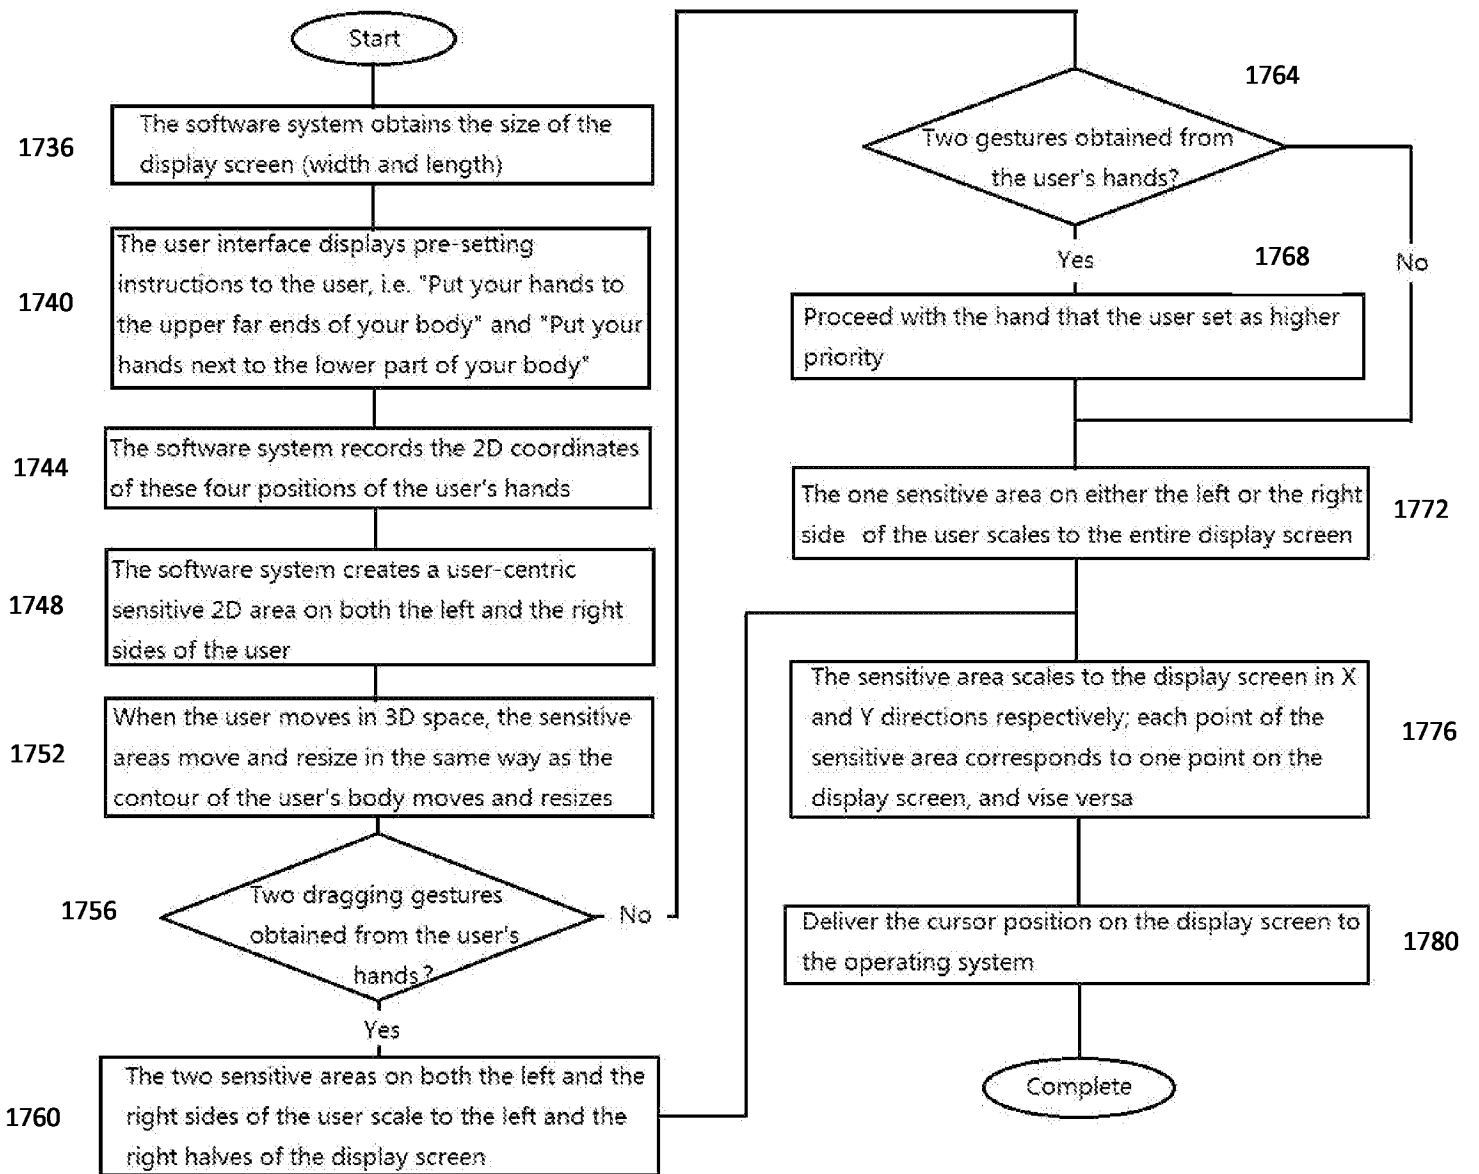 Start
1736
The software system obtains the size of the
display screen (width and length)
1740
The user interface displays pre-setting
instructions to the user, i.e. "Put your hands to
the upper far ends of your body" and "Put your
hands next to the lower part of your body"
1744
The software system records the 2D coordinates
of these four positions of the user's hands
1748
The software system creates a user-centric
sensitive 2D area on both the left and the right
sides of the user
1752
When the user moves in 3D space, the sensitive
areas move and resize in the same way as the
contour of the user's body moves and resizes
1756
Two dragging gestures
obtained from the user's
hands?
No
Yes
1760
The two sensitive areas on both the left and the
right sides of the user scale to the left and the
right halves of the display screen
1764
Two gestures obtained from
the user's hands?
Yes
No
1768
Proceed with the hand that the user set as higher
priority
The one sensitive area on either the left or the right
side of the user scales to the entire display screen
1772
The sensitive area scales to the display screen in X
and Y directions respectively; each point of the
sensitive area corresponds to one point on the
display screen, and vise versa
1776
Deliver the cursor position on the display screen to
the operating system
1780
Complete